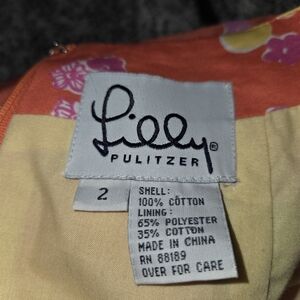 Lilly®
PULITZER
2
SHELL:
100% COTTON
LINING:
65% POLYESTER
35% COTTON
MADE IN CHINA
RN 88189
OVER FOR CARE